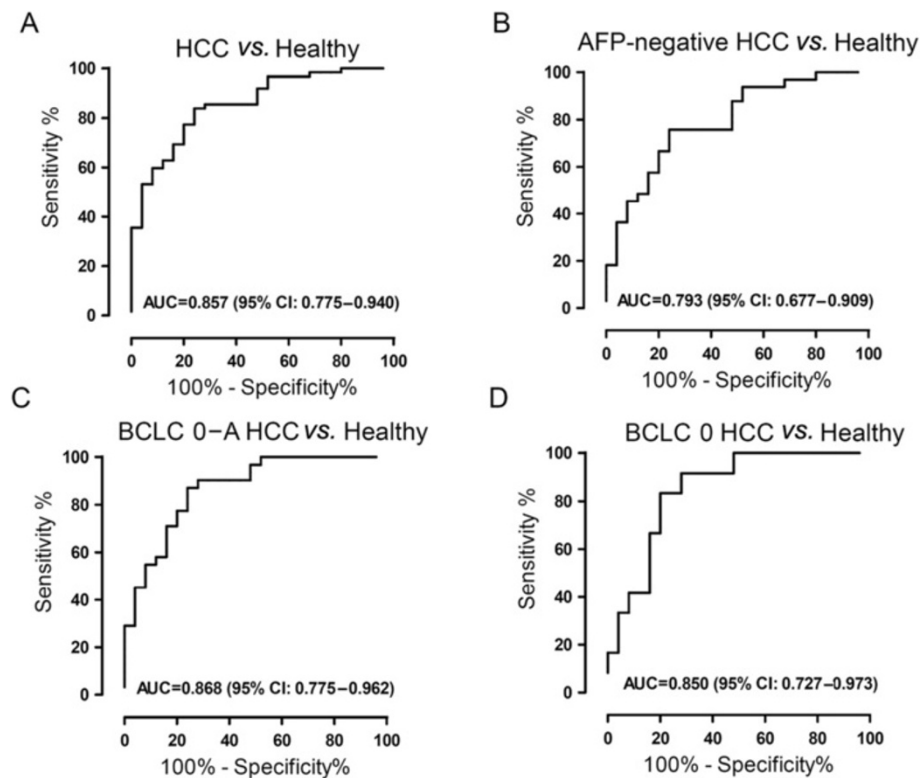 A
HCC vs. Healthy
Sensitivity %
100
80
60
40
20
0
AUC=0.857 (95% CI: 0.775–0.940)
0 20 40 60 80 100
100% - Specificity%
B
AFP-negative HCC vs. Healthy
Sensitivity %
100
80
60
40
20
0
AUC=0.793 (95% CI: 0.677–0.909)
0 20 40 60 80 100
100% - Specificity%
C
BCLC 0–A HCC vs. Healthy
Sensitivity %
100
80
60
40
20
0
AUC=0.868 (95% CI: 0.775–0.962)
0 20 40 60 80 100
100% - Specificity%
D
BCLC 0 HCC vs. Healthy
Sensitivity %
100
80
60
40
20
0
AUC=0.850 (95% CI: 0.727–0.973)
0 20 40 60 80 100
100% - Specificity%